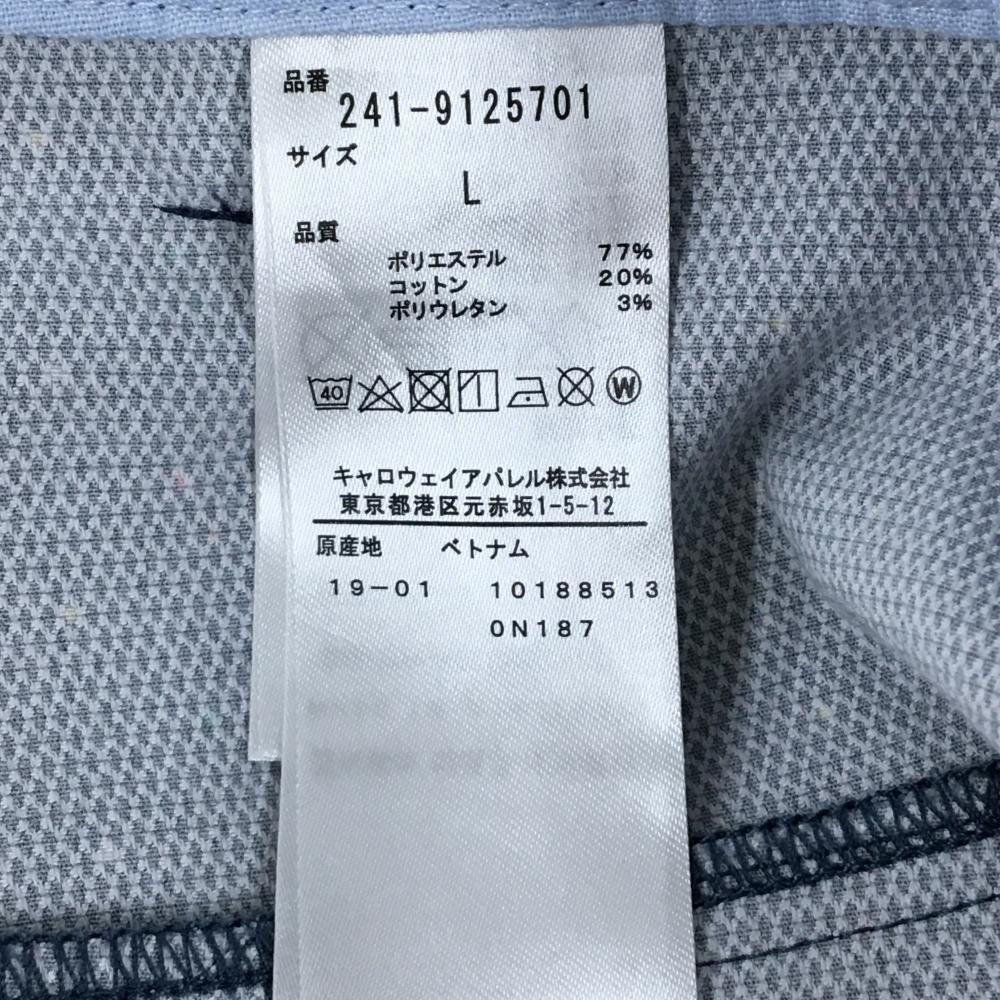 品番
241-9125701
サイズ
L
品質
ポリエステル 77%
コットン 20%
ポリウレタン 3%
40 W
キャロウェイアパレル株式会社
東京都港区元赤坂1-5-12
原産地 ベトナム
19-01 10188513
0N187